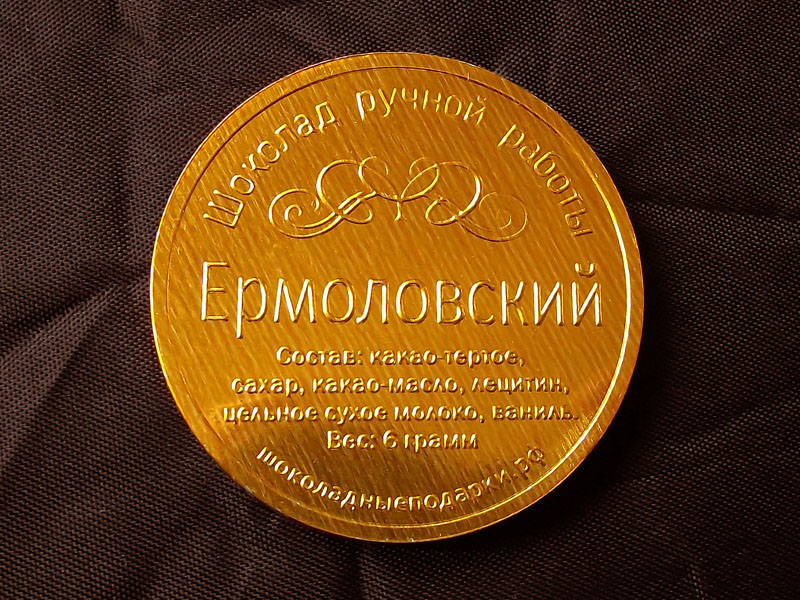 Шоколад ручной работы
Ермоловский
Состав: какао-тертое,
сахар, какао-масло, лецитин,
цельное сухое молоко, ваниль.
Вес: 6 грамм
шоколадныеподарки.рф